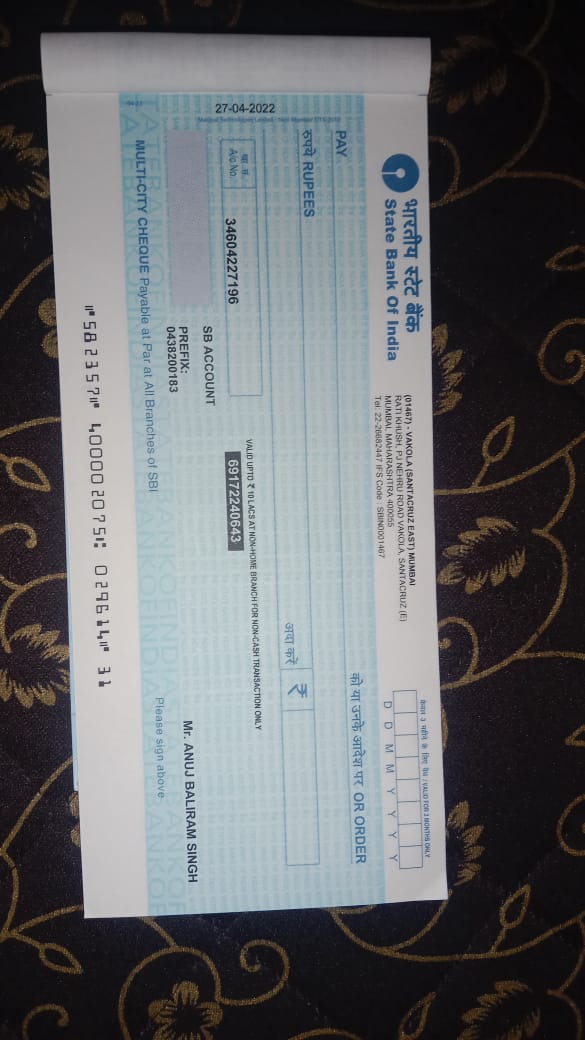 भारतीय स्टेट बैंक
State Bank Of India
(01467) - VAKOLA (SANTACRUZ EAST) MUMBAI
RATI KHUSH, PJ NEHRU ROAD VAKOLA, SANTACRUZ (E)
MUMBAI, MAHARASHTRA 400055
Tel: 22-26682447 IFS Code : SBIN0001467
केवल 3 महीने के लिए वैध / VALID FOR 3 MONTHS ONLY
D D M M Y Y Y Y
PAY
को या उनके आदेश पर OR ORDER
रुपये RUPEES
अदा करें ₹
27-04-2022
खा. सं.
A/c No. 34604227196
VALID UPTO ₹ 10 LACS AT NON-HOME BRANCH FOR NON-CASH TRANSACTION ONLY
69172240643
SB ACCOUNT
PREFIX:
0438200183
Mr. ANUJ BALIRAM SINGH
MULTI-CITY CHEQUE Payable at Par at All Branches of SBI
Please sign above
⑈582357⑈ 400002075⑆ 029614⑈ 31